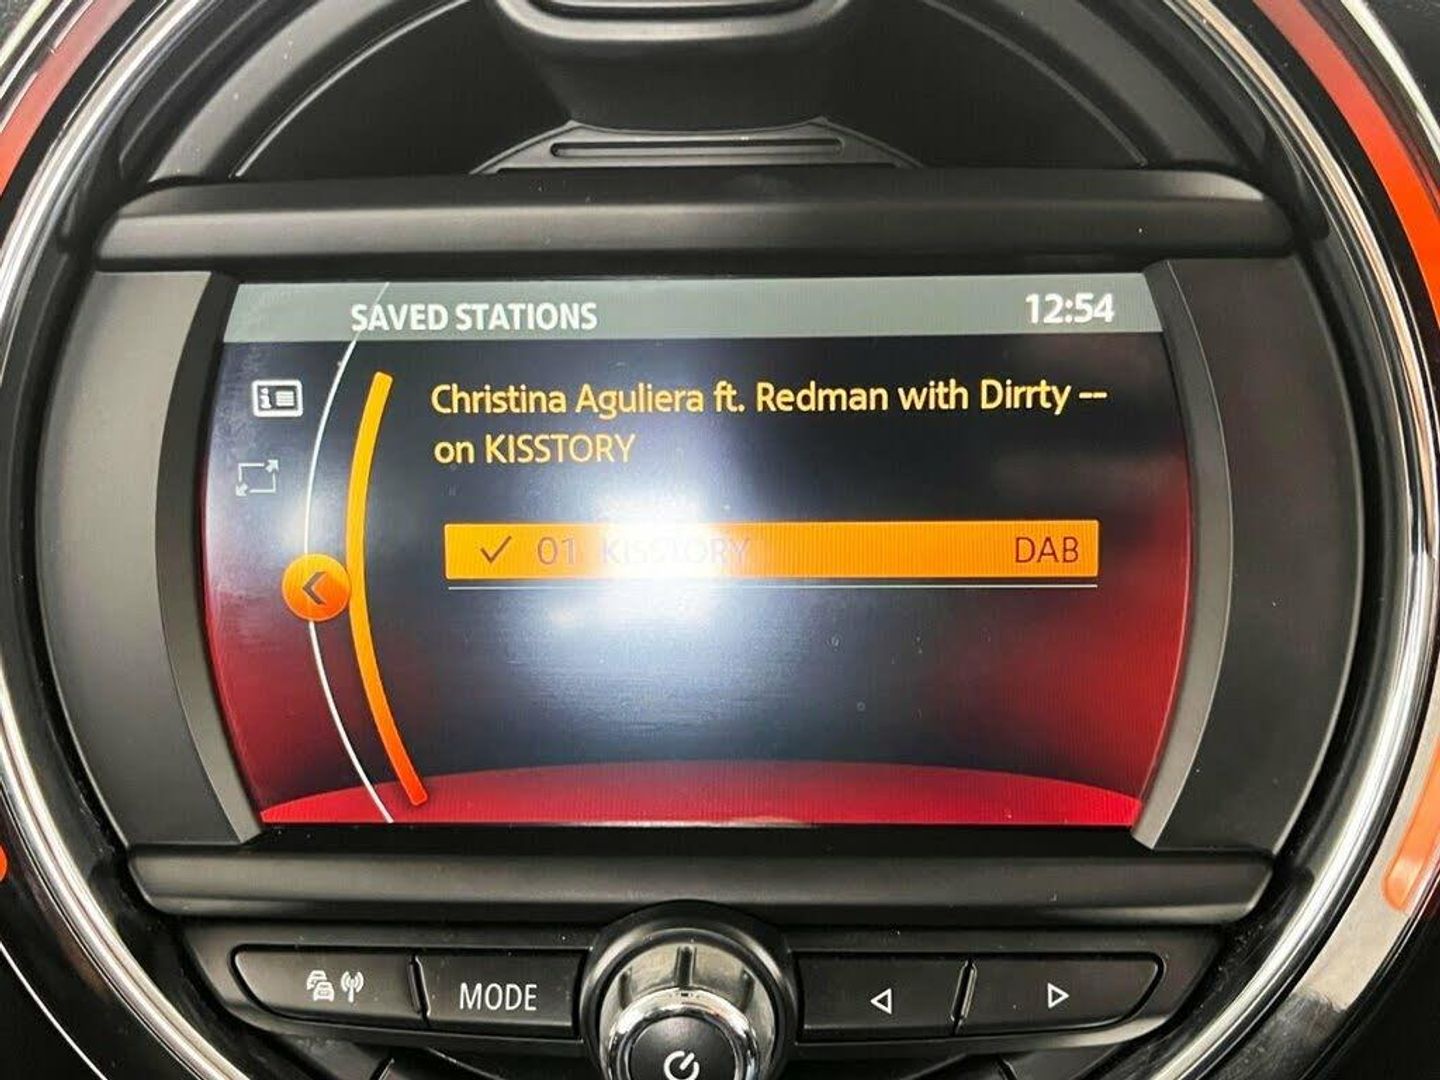 SAVED STATIONS 12:54
Christina Aguliera ft. Redman with Dirrty --
on KISSTORY
01 KISSTORY DAB
MODE